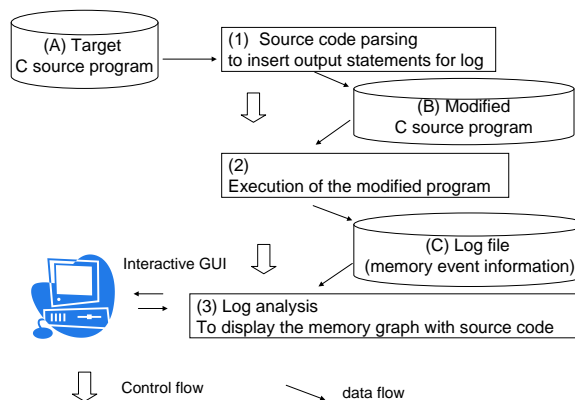 (A) Target
C source program
(1) Source code parsing
to insert output statements for log
(B) Modified
C source program
(2)
Execution of the modified program
(C) Log file
(memory event information)
Interactive GUI
(3) Log analysis
To display the memory graph with source code
Control flow
data flow